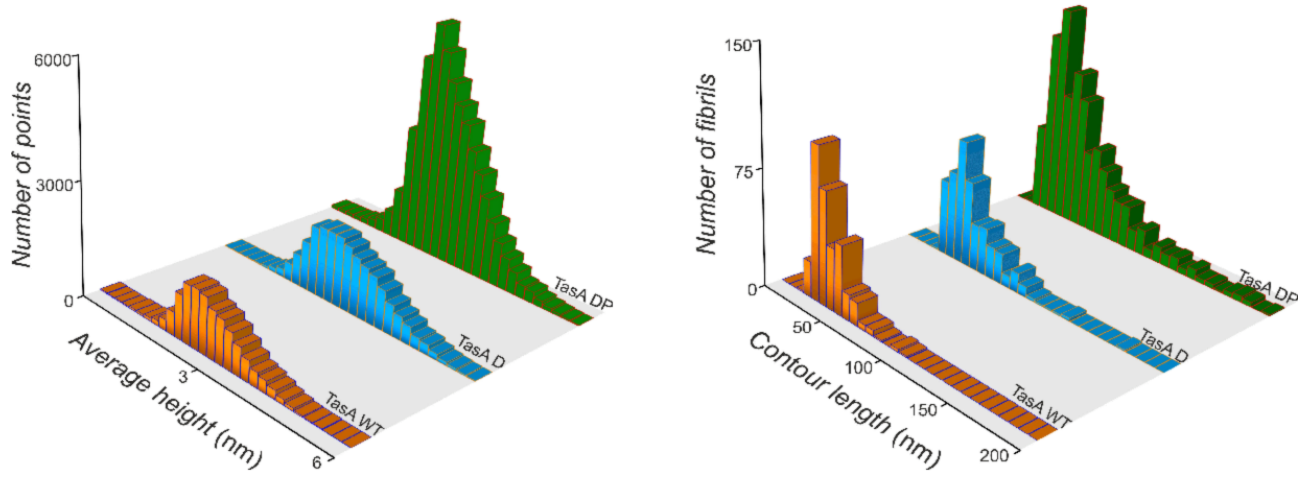 6000
3000
0
Number of points
3
6
Average height (nm)
TasA WT
TasA D
TasA DP
150
75
0
Number of fibrils
50
100
150
200
Contour length (nm)
TasA WT
TasA D
TasA DP